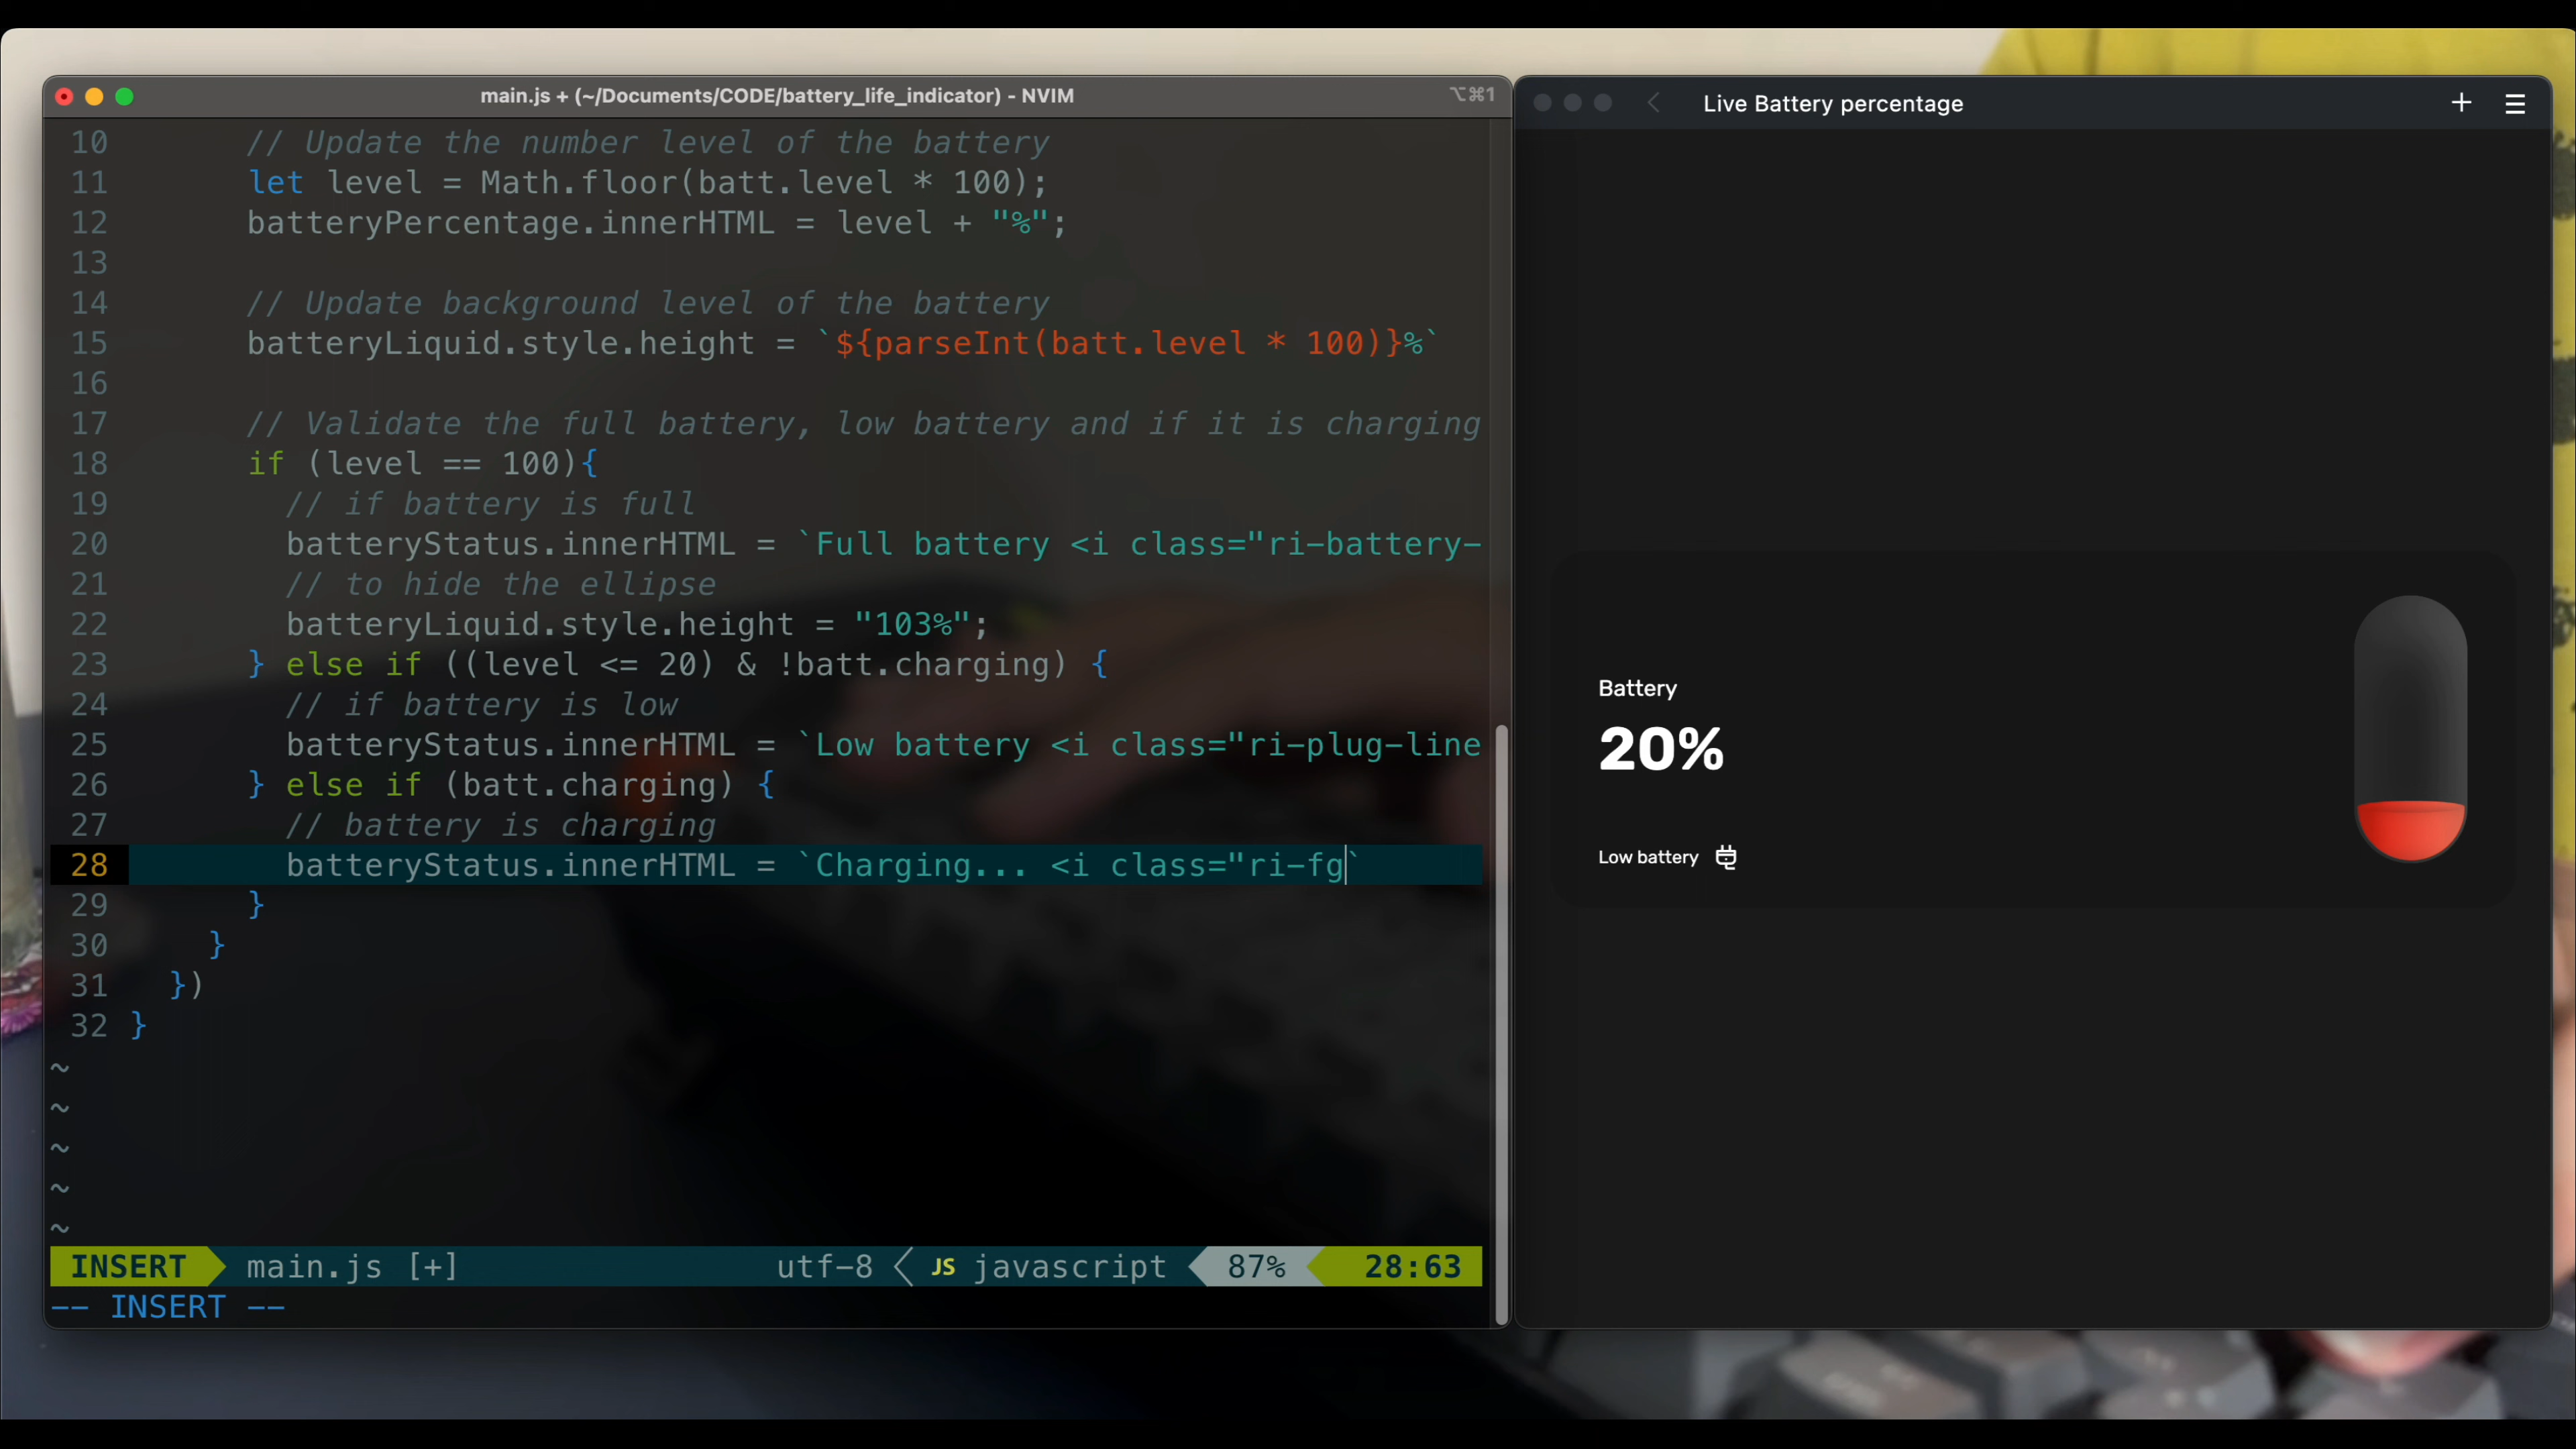 main.js + (~/Documents/CODE/battery_life_indicator) - NVIM
⌥⌘1
10 // Update the number level of the battery
11 let level = Math.floor(batt.level * 100);
12 batteryPercentage.innerHTML = level + "%";
13
14 // Update background level of the battery
15 batteryLiquid.style.height = `${parseInt(batt.level * 100)}%`
16
17 // Validate the full battery, low battery and if it is charging
18 if (level == 100){
19 // if battery is full
20 batteryStatus.innerHTML = `Full battery <i class="ri-battery-
21 // to hide the ellipse
22 batteryLiquid.style.height = "103%";
23 } else if ((level <= 20) & !batt.charging) {
24 // if battery is low
25 batteryStatus.innerHTML = `Low battery <i class="ri-plug-line
26 } else if (batt.charging) {
27 // battery is charging
28 batteryStatus.innerHTML = `Charging... <i class="ri-fg`
29 }
30 }
31 })
32 }
~
~
~
~
~
INSERT main.js [+] utf-8 JS javascript 87% 28:63
-- INSERT --
Live Battery percentage
Battery
20%
Low battery